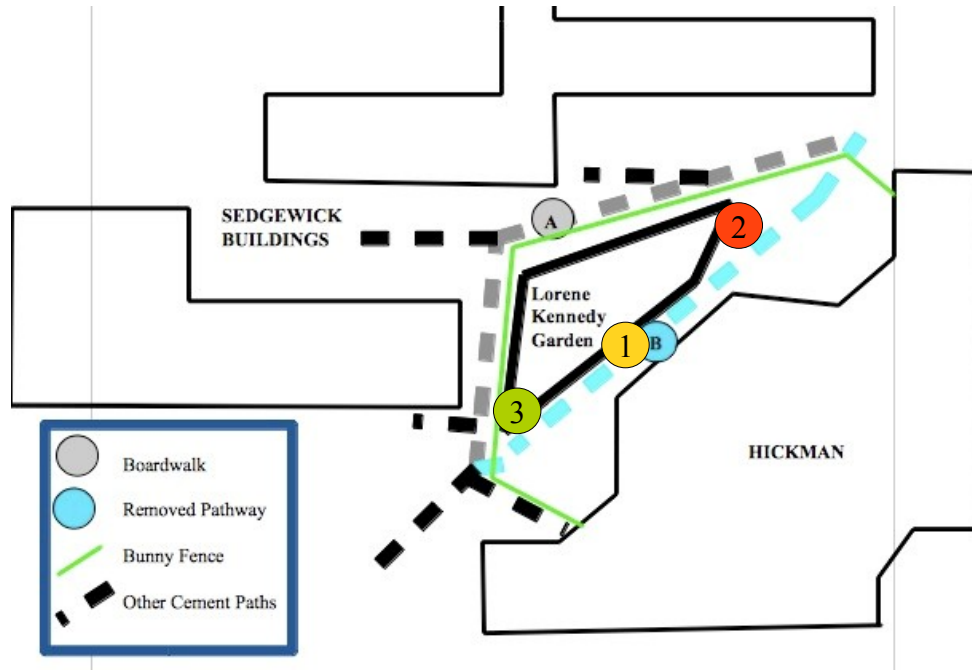 SEDGEWICK
BUILDINGS
A
2
Lorene
Kennedy
Garden
1
B
3
HICKMAN
Boardwalk
Removed Pathway
Bunny Fence
Other Cement Paths